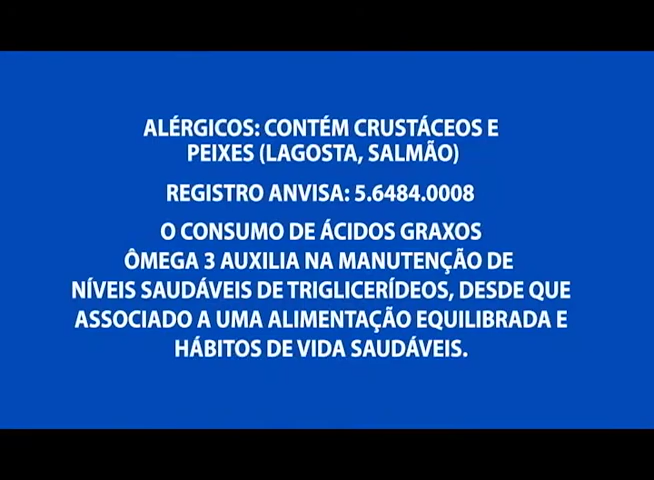 ALÉRGICOS: CONTÉM CRUSTÁCEOS E
PEIXES (LAGOSTA, SALMÃO)
REGISTRO ANVISA: 5.6484.0008
O CONSUMO DE ÁCIDOS GRAXOS
ÔMEGA 3 AUXILIA NA MANUTENÇÃO DE
NÍVEIS SAUDÁVEIS DE TRIGLICERÍDEOS, DESDE QUE
ASSOCIADO A UMA ALIMENTAÇÃO EQUILIBRADA E
HÁBITOS DE VIDA SAUDÁVEIS.